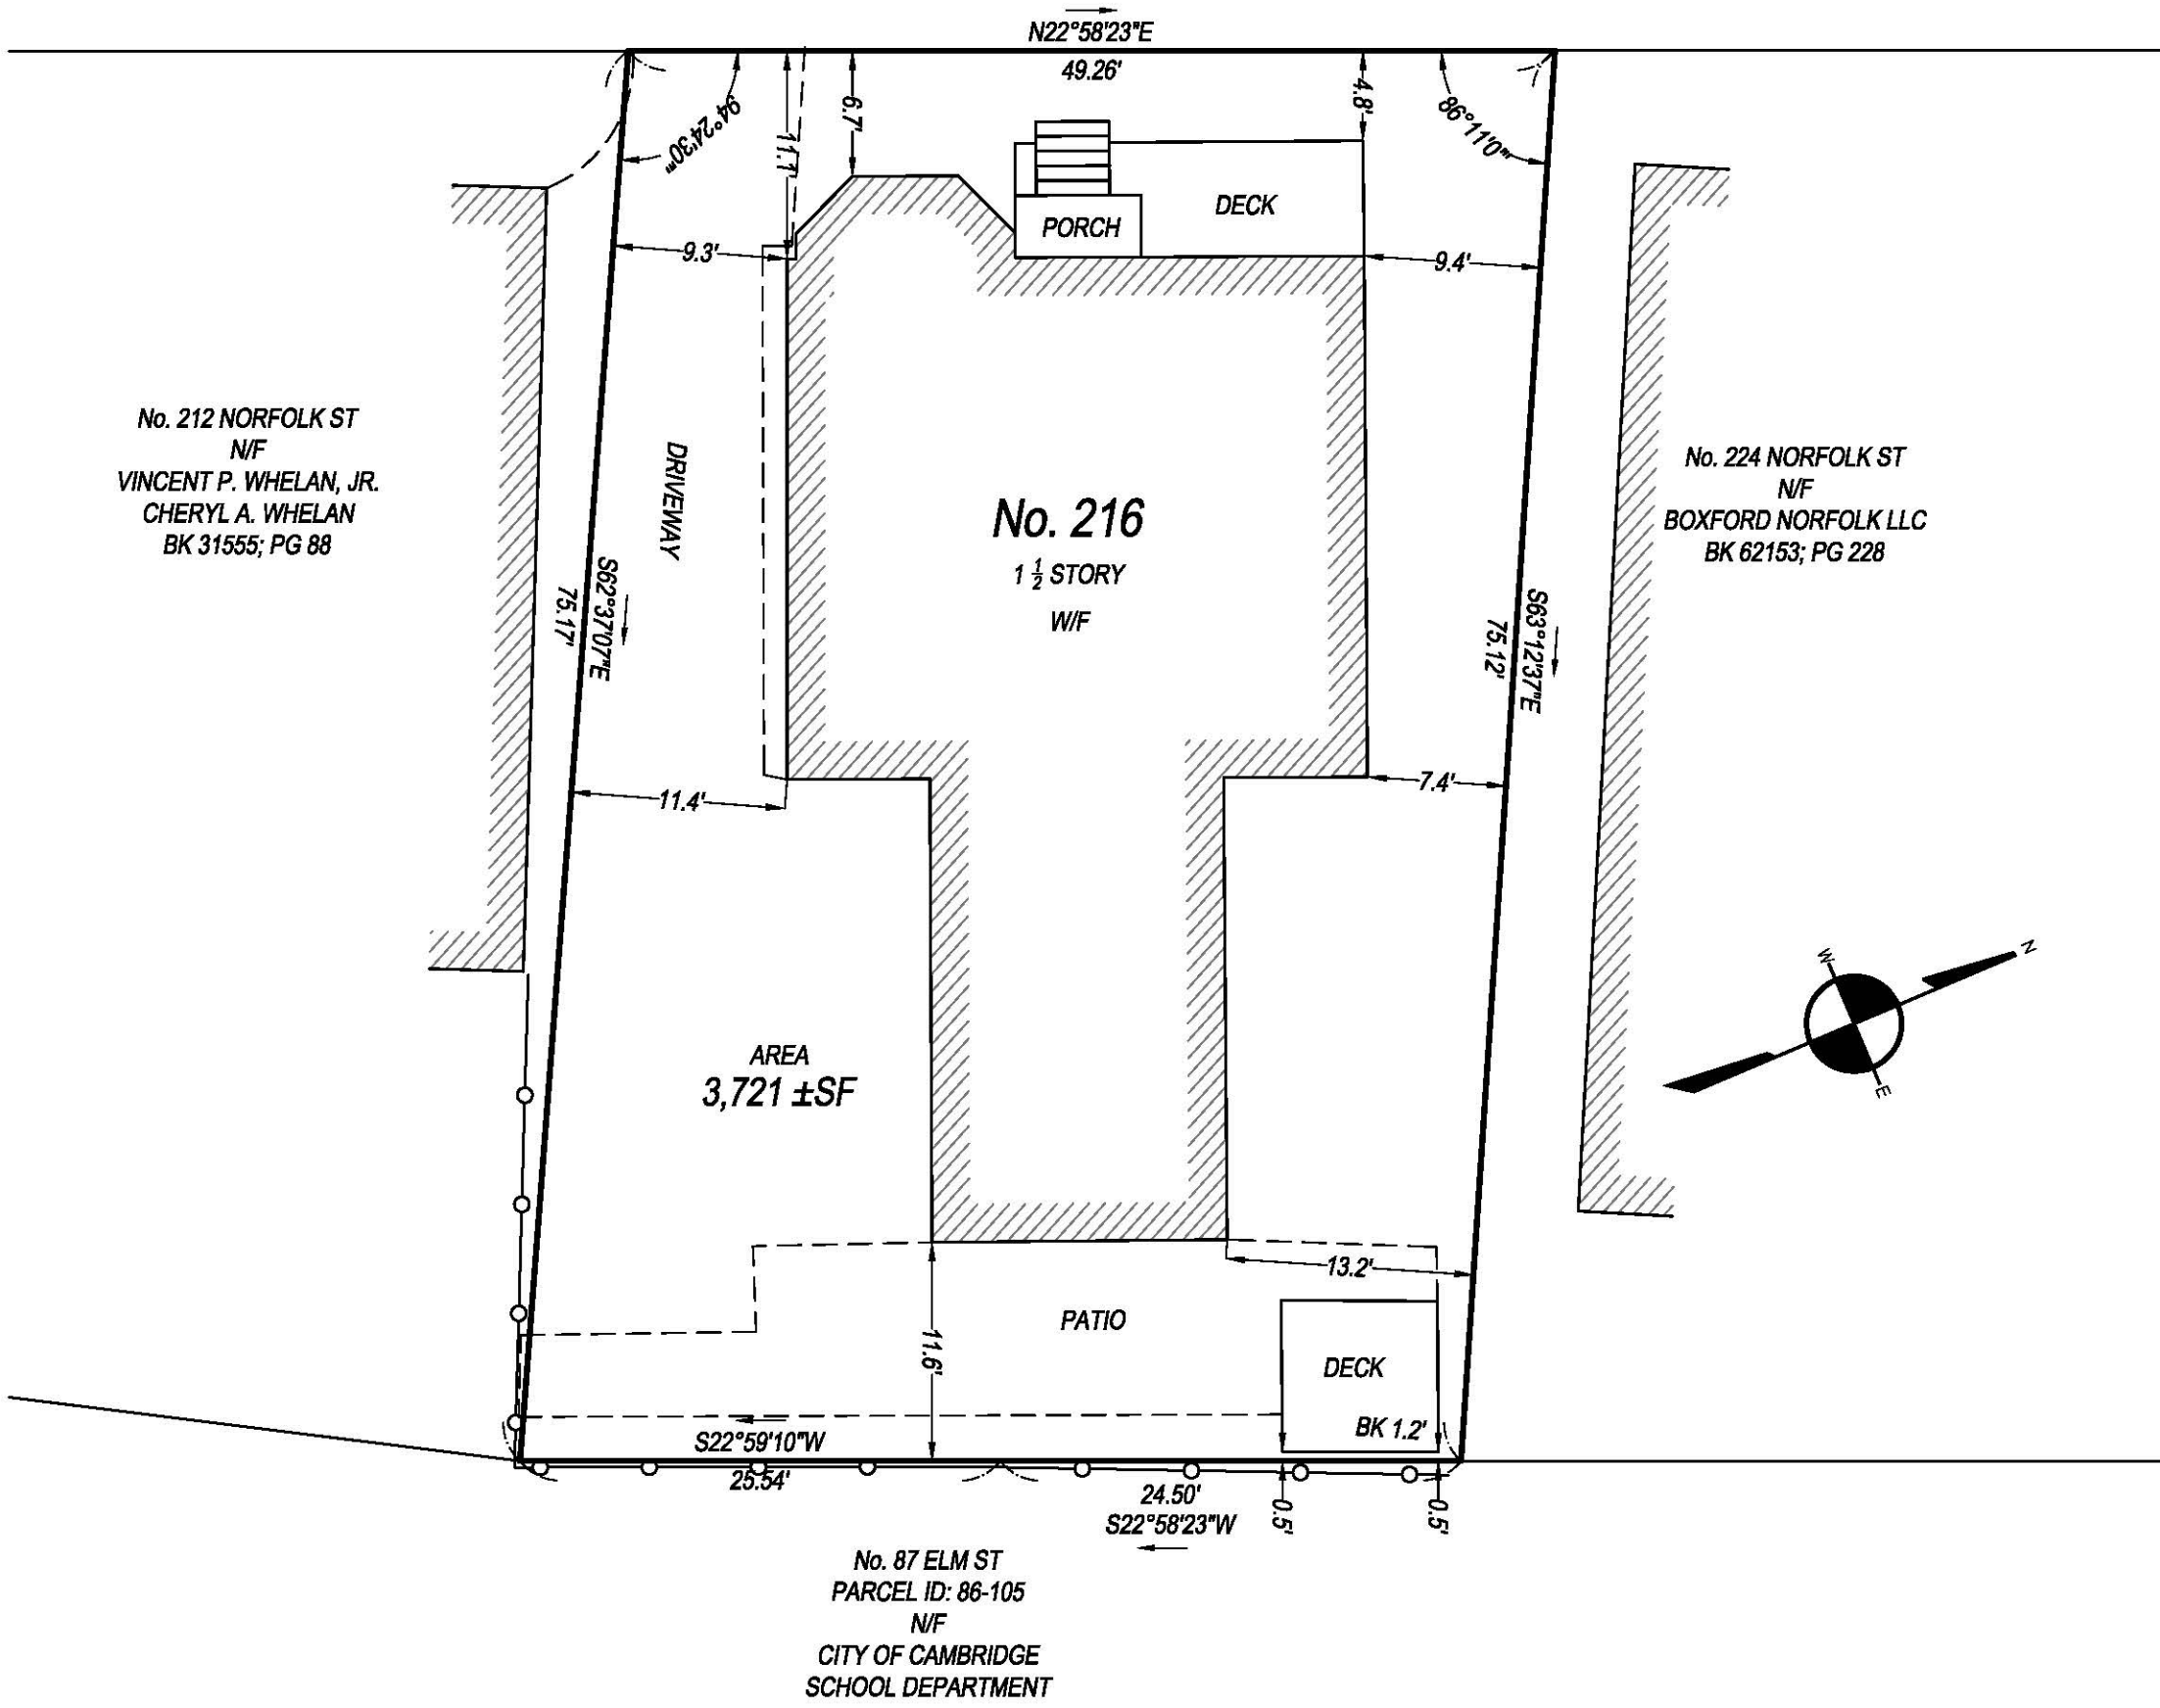 N22°58'23"E
49.26'
94°24'30"
11.1'
6.7'
4.8'
86°11'0"
PORCH
DECK
9.3'
9.4'
No. 212 NORFOLK ST
N/F
VINCENT P. WHELAN, JR.
CHERYL A. WHELAN
BK 31555; PG 88
DRIVEWAY
S62°37'07"E
75.17'
No. 216
1 1/2 STORY
W/F
S63°12'37"E
75.12'
No. 224 NORFOLK ST
N/F
BOXFORD NORFOLK LLC
BK 62153; PG 228
11.4'
7.4'
N
W
E
AREA
3,721 ±SF
13.2'
PATIO
11.6'
DECK
BK 1.2'
S22°59'10"W
25.54'
24.50'
S22°58'23"W
0.5'
0.5'
No. 87 ELM ST
PARCEL ID: 86-105
N/F
CITY OF CAMBRIDGE
SCHOOL DEPARTMENT